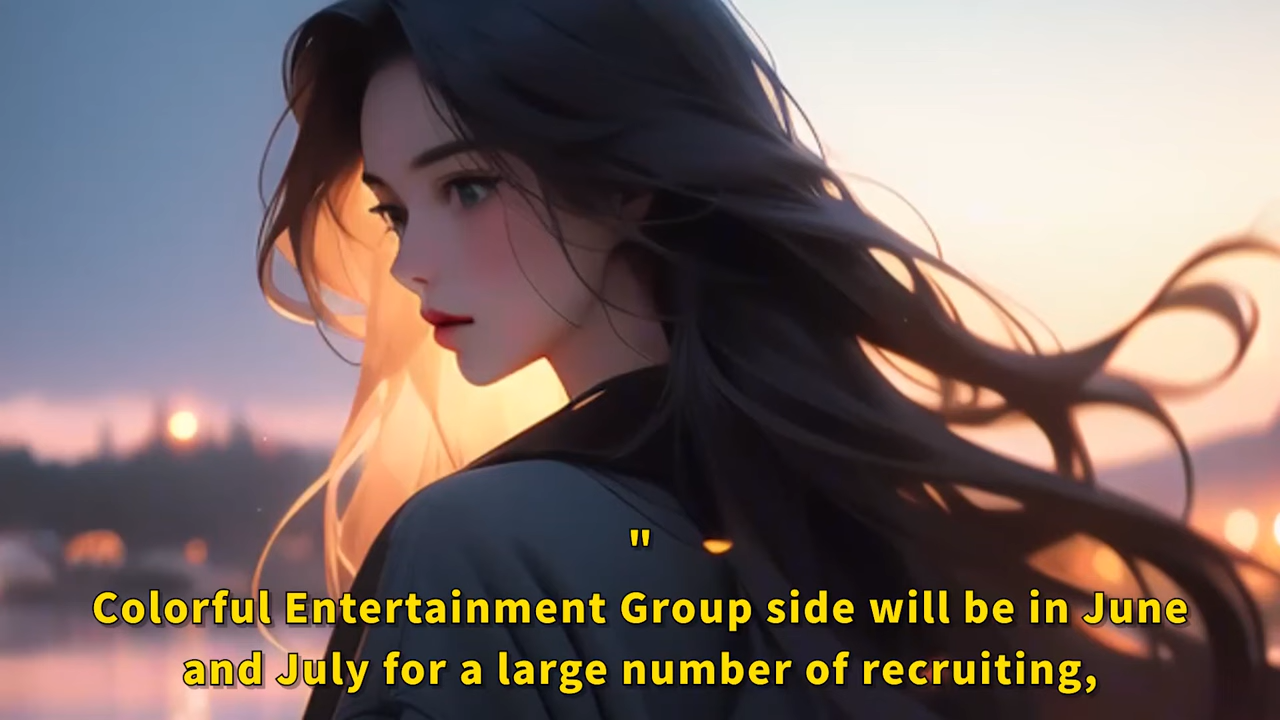 "
Colorful Entertainment Group side will be in June
and July for a large number of recruiting,